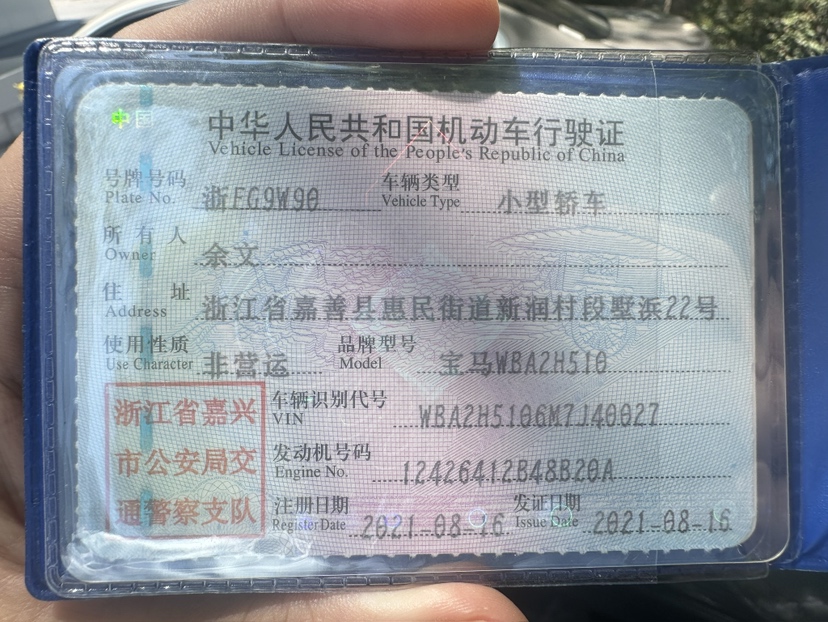 中国
中华人民共和国机动车行驶证
Vehicle License of the People's Republic of China
号牌号码 浙FG9W90 车辆类型 小型轿车
Plate No. Vehicle Type
所有人 余文
Owner
住址 浙江省嘉善县惠民街道新润村段墅浜22号
Address
使用性质 非营运 品牌型号 宝马WBA2H510
Use Character Model
浙江省嘉兴
市公安局交
通警察支队
车辆识别代号 WBA2H5106M7J40027
VIN
发动机号码 12426412B48B20A
Engine No.
注册日期 2021-08-16 发证日期 2021-08-16
Register Date Issue Date